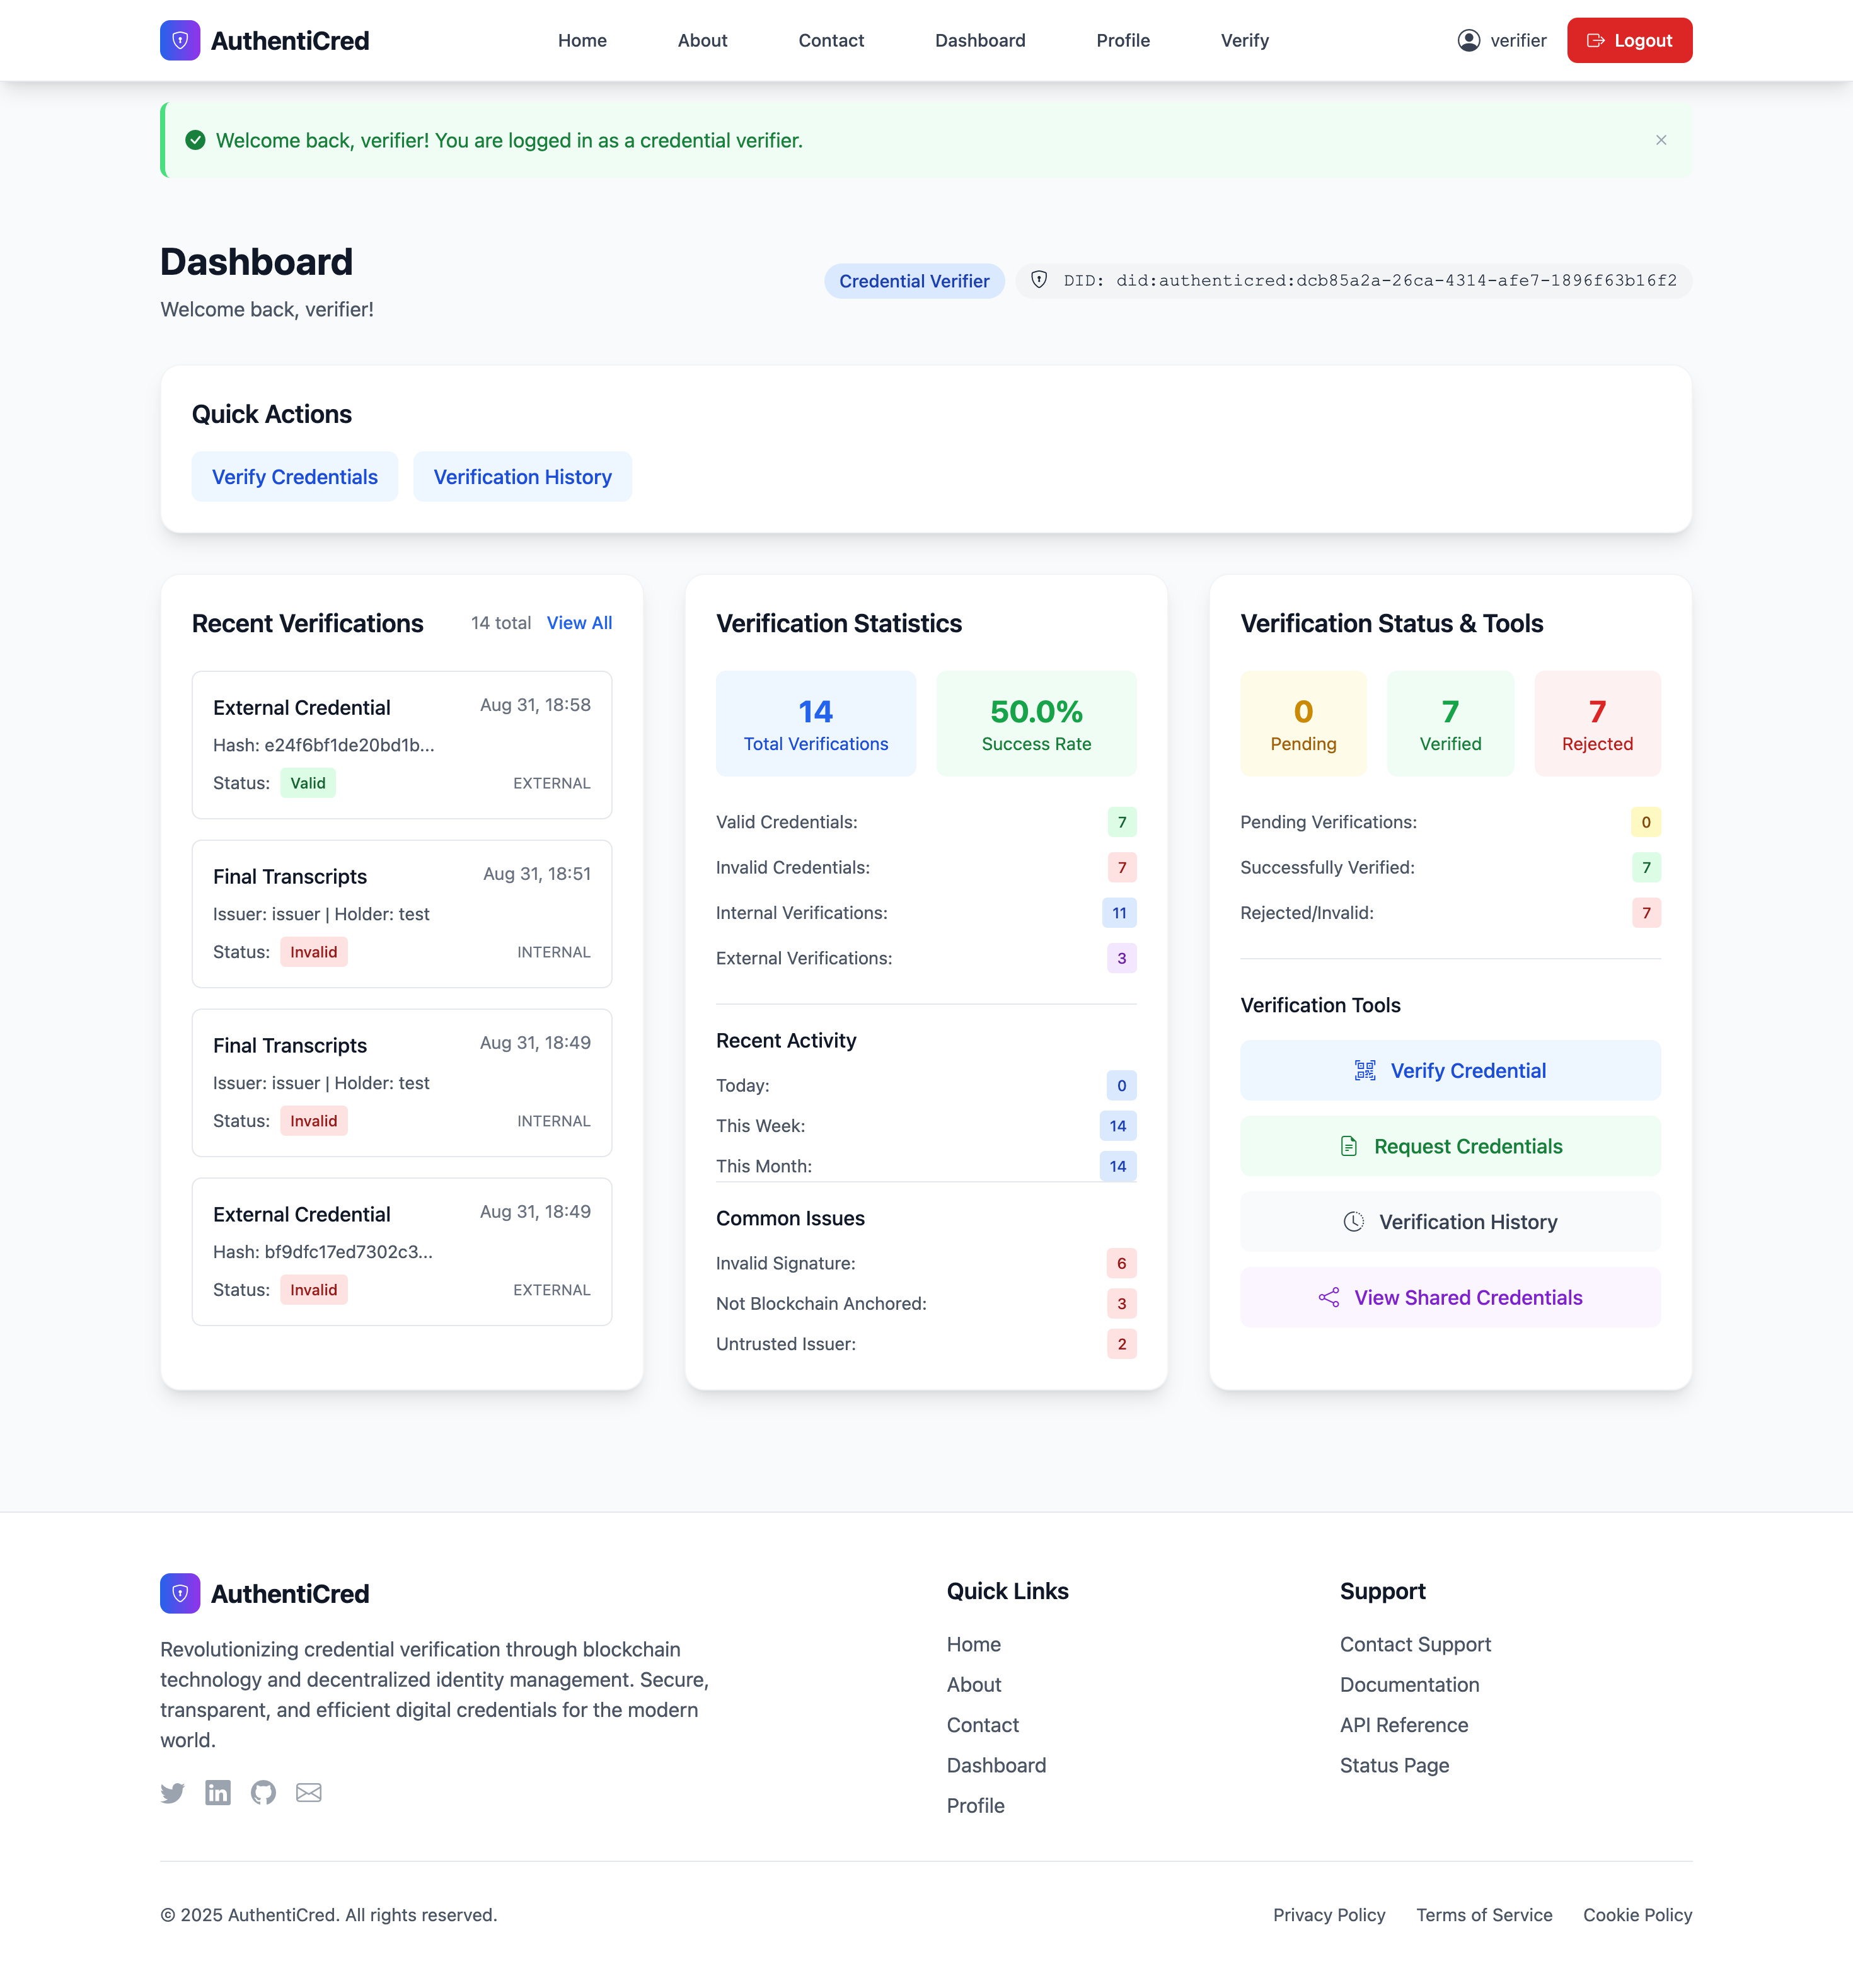 AuthentiCred
Home
About
Contact
Dashboard
Profile
Verify
verifier
Logout
Welcome back, verifier! You are logged in as a credential verifier.
Dashboard
Welcome back, verifier!
Credential Verifier
DID: did:authenticred:dcb85a2a-26ca-4314-afe7-1896f63b16f2
Quick Actions
Verify Credentials
Verification History
Recent Verifications
14 total
View All
External Credential
Aug 31, 18:58
Hash: e24f6bf1de20bd1b...
Status: Valid
EXTERNAL
Final Transcripts
Aug 31, 18:51
Issuer: issuer | Holder: test
Status: Invalid
INTERNAL
Final Transcripts
Aug 31, 18:49
Issuer: issuer | Holder: test
Status: Invalid
INTERNAL
External Credential
Aug 31, 18:49
Hash: bf9dfc17ed7302c3...
Status: Invalid
EXTERNAL
Verification Statistics
14
Total Verifications
50.0%
Success Rate
Valid Credentials: 7
Invalid Credentials: 7
Internal Verifications: 11
External Verifications: 3
Recent Activity
Today: 0
This Week: 14
This Month: 14
Common Issues
Invalid Signature: 6
Not Blockchain Anchored: 3
Untrusted Issuer: 2
Verification Status & Tools
0
Pending
7
Verified
7
Rejected
Pending Verifications: 0
Successfully Verified: 7
Rejected/Invalid: 7
Verification Tools
Verify Credential
Request Credentials
Verification History
View Shared Credentials
AuthentiCred
Revolutionizing credential verification through blockchain
technology and decentralized identity management. Secure,
transparent, and efficient digital credentials for the modern
world.
Quick Links
Home
About
Contact
Dashboard
Profile
Support
Contact Support
Documentation
API Reference
Status Page
© 2025 AuthentiCred. All rights reserved.
Privacy Policy
Terms of Service
Cookie Policy